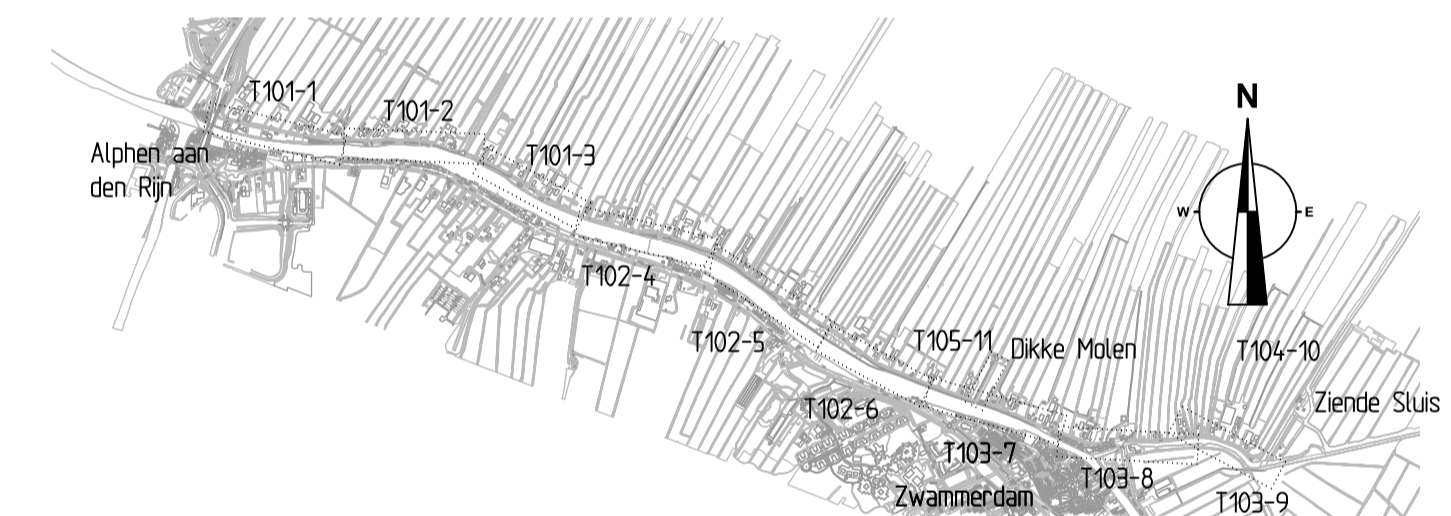 T101-1
T101-2
T101-3
Alphen aan
den Rijn
N
W
E
T102-4
T102-5
T105-11
Dikke Molen
T104-10
Ziende Sluis
T102-6
T103-7
T103-8
Zwammerdam
T103-9